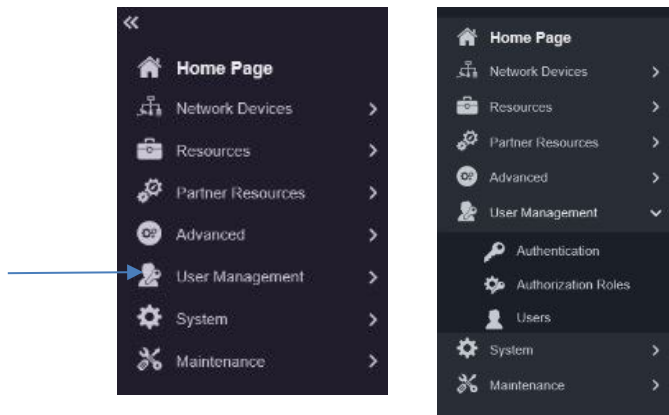 «
Home Page
Network Devices
Resources
Partner Resources
Advanced
User Management
System
Maintenance
Home Page
Network Devices
Resources
Partner Resources
Advanced
User Management
Authentication
Authorization Roles
Users
System
Maintenance